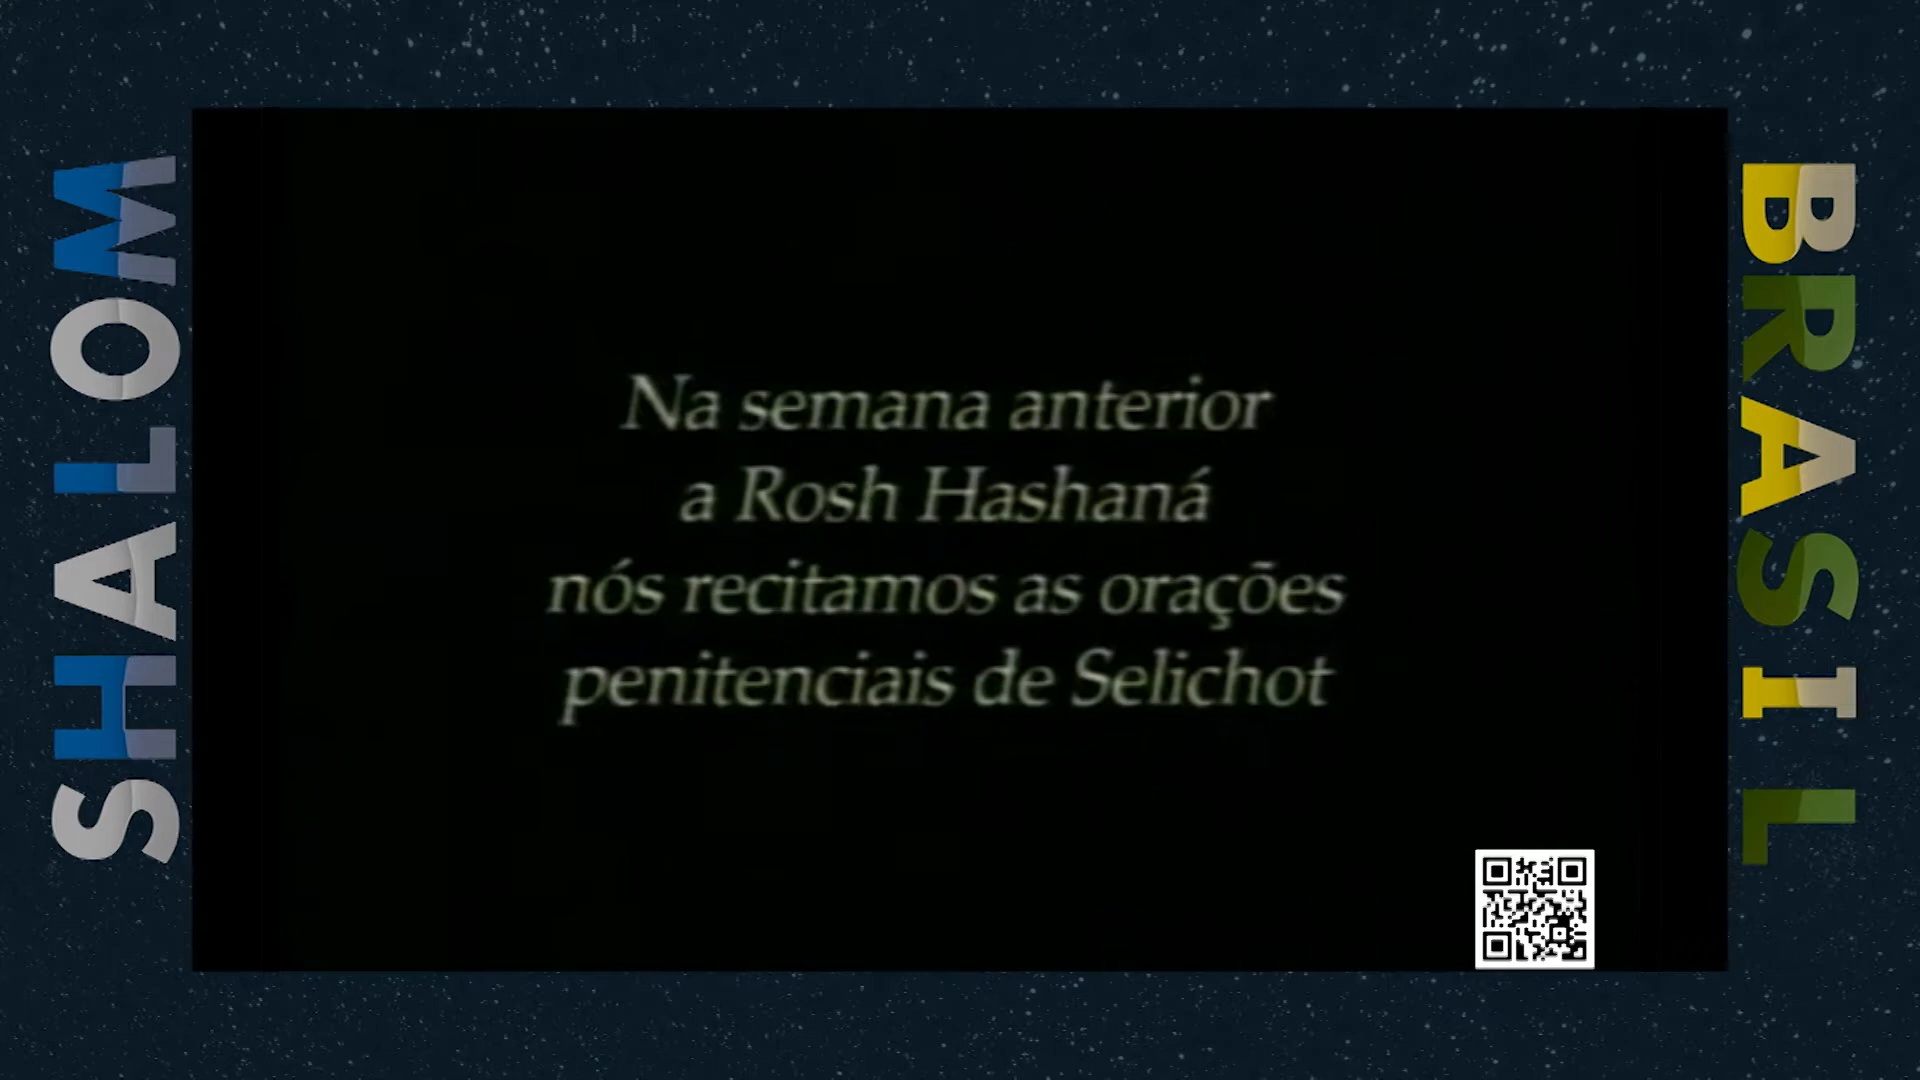 SHALOM
Na semana anterior
a Rosh Hashaná
nós recitamos as orações
penitenciais de Selichot
BRASIL